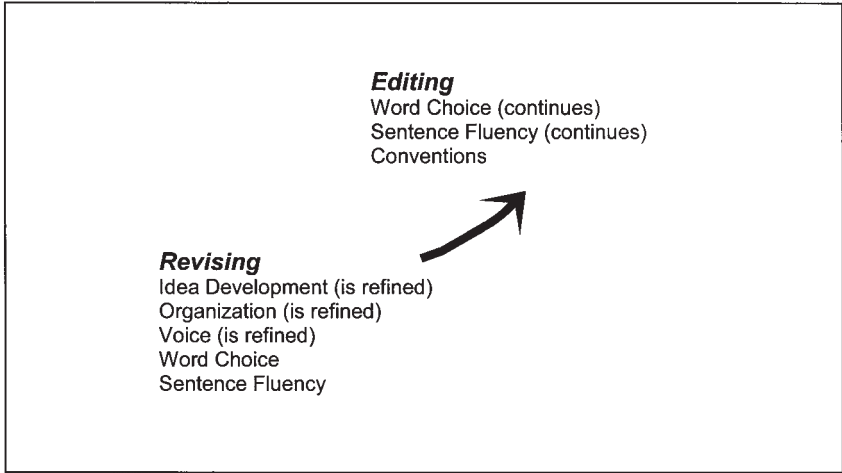 Editing
Word Choice (continues)
Sentence Fluency (continues)
Conventions
Revising
Idea Development (is refined)
Organization (is refined)
Voice (is refined)
Word Choice
Sentence Fluency